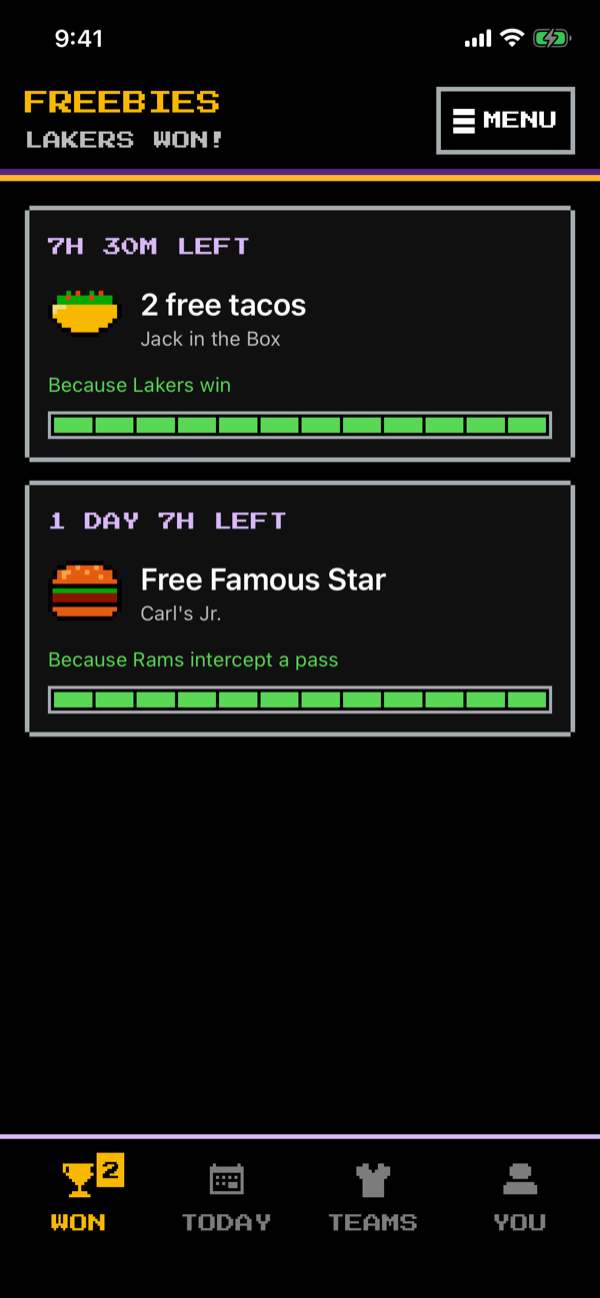 9:41
FREEBIES
LAKERS WON!
MENU
7H 30M LEFT
2 free tacos
Jack in the Box
Because Lakers win
1 DAY 7H LEFT
Free Famous Star
Carl's Jr.
Because Rams intercept a pass
2
WON
TODAY
TEAMS
YOU